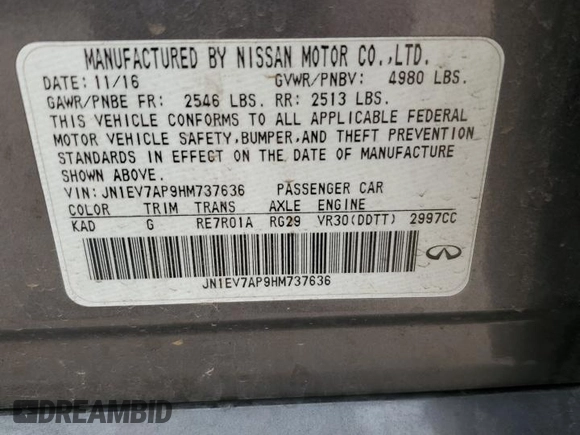 MANUFACTURED BY NISSAN MOTOR CO.,LTD.
DATE: 11/16 GVWR/PNBV: 4980 LBS.
GAWR/PNBE FR: 2546 LBS. RR: 2513 LBS.
THIS VEHICLE CONFORMS TO ALL APPLICABLE FEDERAL
MOTOR VEHICLE SAFETY,BUMPER,AND THEFT PREVENTION
STANDARDS IN EFFECT ON THE DATE OF MANUFACTURE
SHOWN ABOVE.
VIN: JN1EV7AP9HM737636 PASSENGER CAR
COLOR TRIM TRANS AXLE ENGINE
KAD G RE7R01A RG29 VR30(DDTT) 2997CC
JN1EV7AP9HM737636
DREAMBID